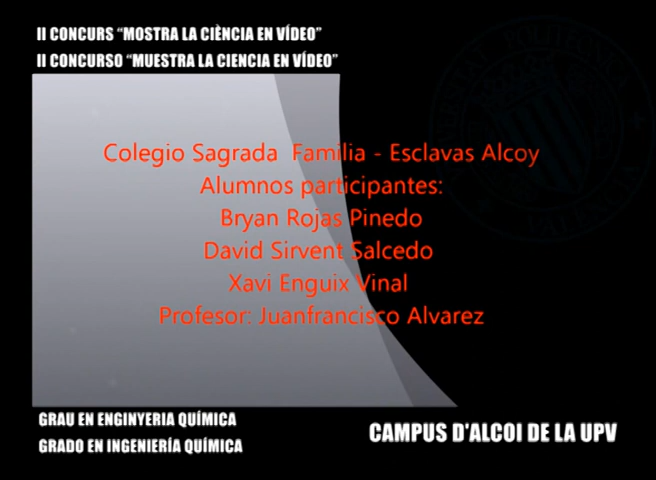 II CONCURS “MOSTRA LA CIÈNCIA EN VÍDEO”
II CONCURSO “MUESTRA LA CIENCIA EN VÍDEO”
Colegio Sagrada Familia - Esclavas Alcoy
Alumnos participantes:
Bryan Rojas Pinedo
David Sirvent Salcedo
Xavi Enguix Vinal
Profesor: Juanfrancisco Alvarez
GRAU EN ENGINYERIA QUÍMICA
GRADO EN INGENIERÍA QUÍMICA
CAMPUS D'ALCOI DE LA UPV